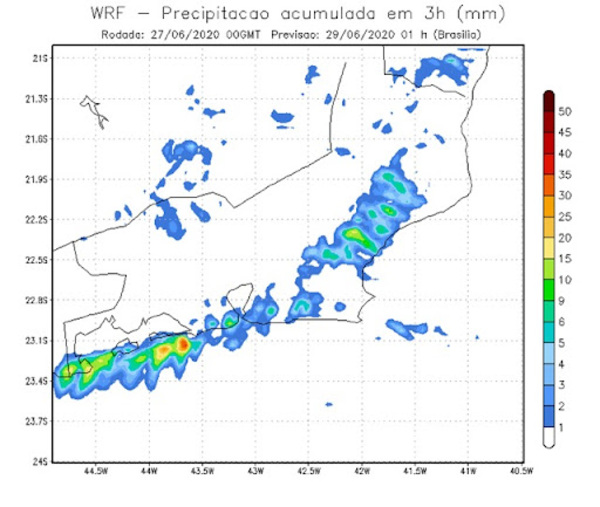 WRF - Precipitacao acumulada em 3h (mm)
Rodada: 27/06/2020 00GMT Previsao: 29/06/2020 01 h (Brasilia)
21S
21.3S
21.6S
21.9S
22.2S
22.5S
22.8S
23.1S
23.4S
23.7S
24S
44.5W 44W 43.5W 43W 42.5W 42W 41.5W 41W 40.5W
50
45
40
35
30
25
20
15
10
9
6
5
4
3
2
1